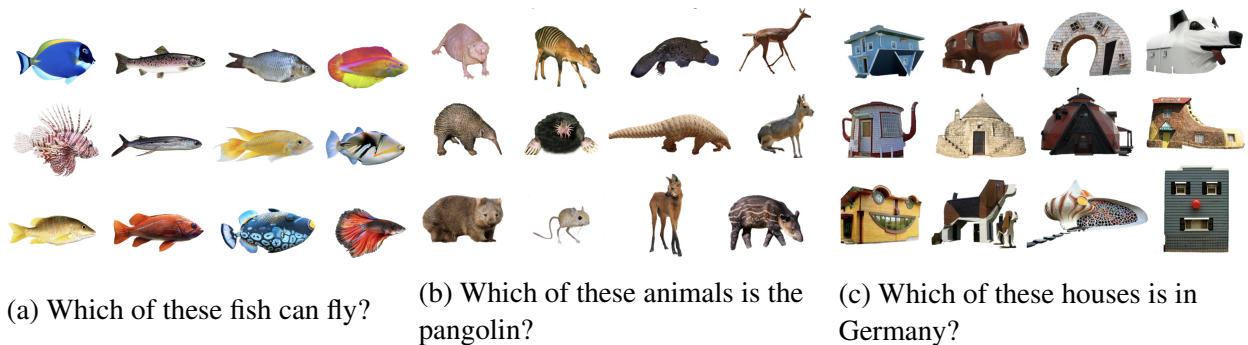 (a) Which of these fish can fly?
(b) Which of these animals is the
pangolin?
(c) Which of these houses is in
Germany?